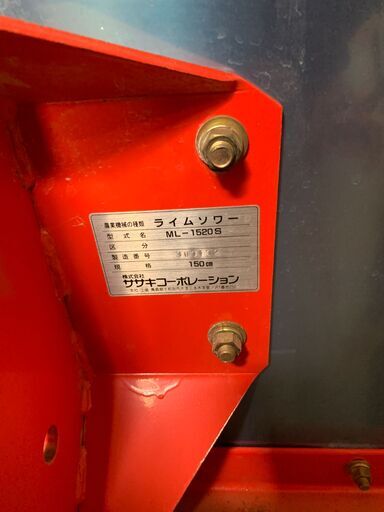 農業機械の種類 ライムソワー
型式名 ML-1520S
区分
製造番号
規格 150cm
株式会社
ササキコーポレーション